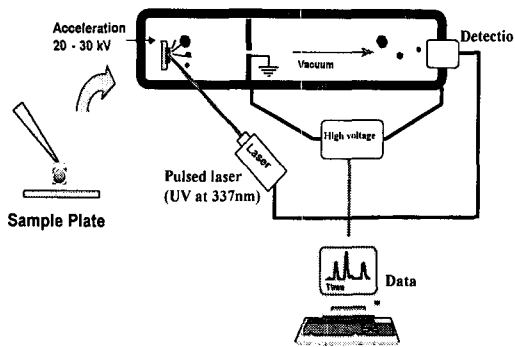 Acceleration
20 - 30 kV
Detectio
Vacuum
High voltage
Laser
Pulsed laser
(UV at 337nm)
Sample Plate
Time
Data